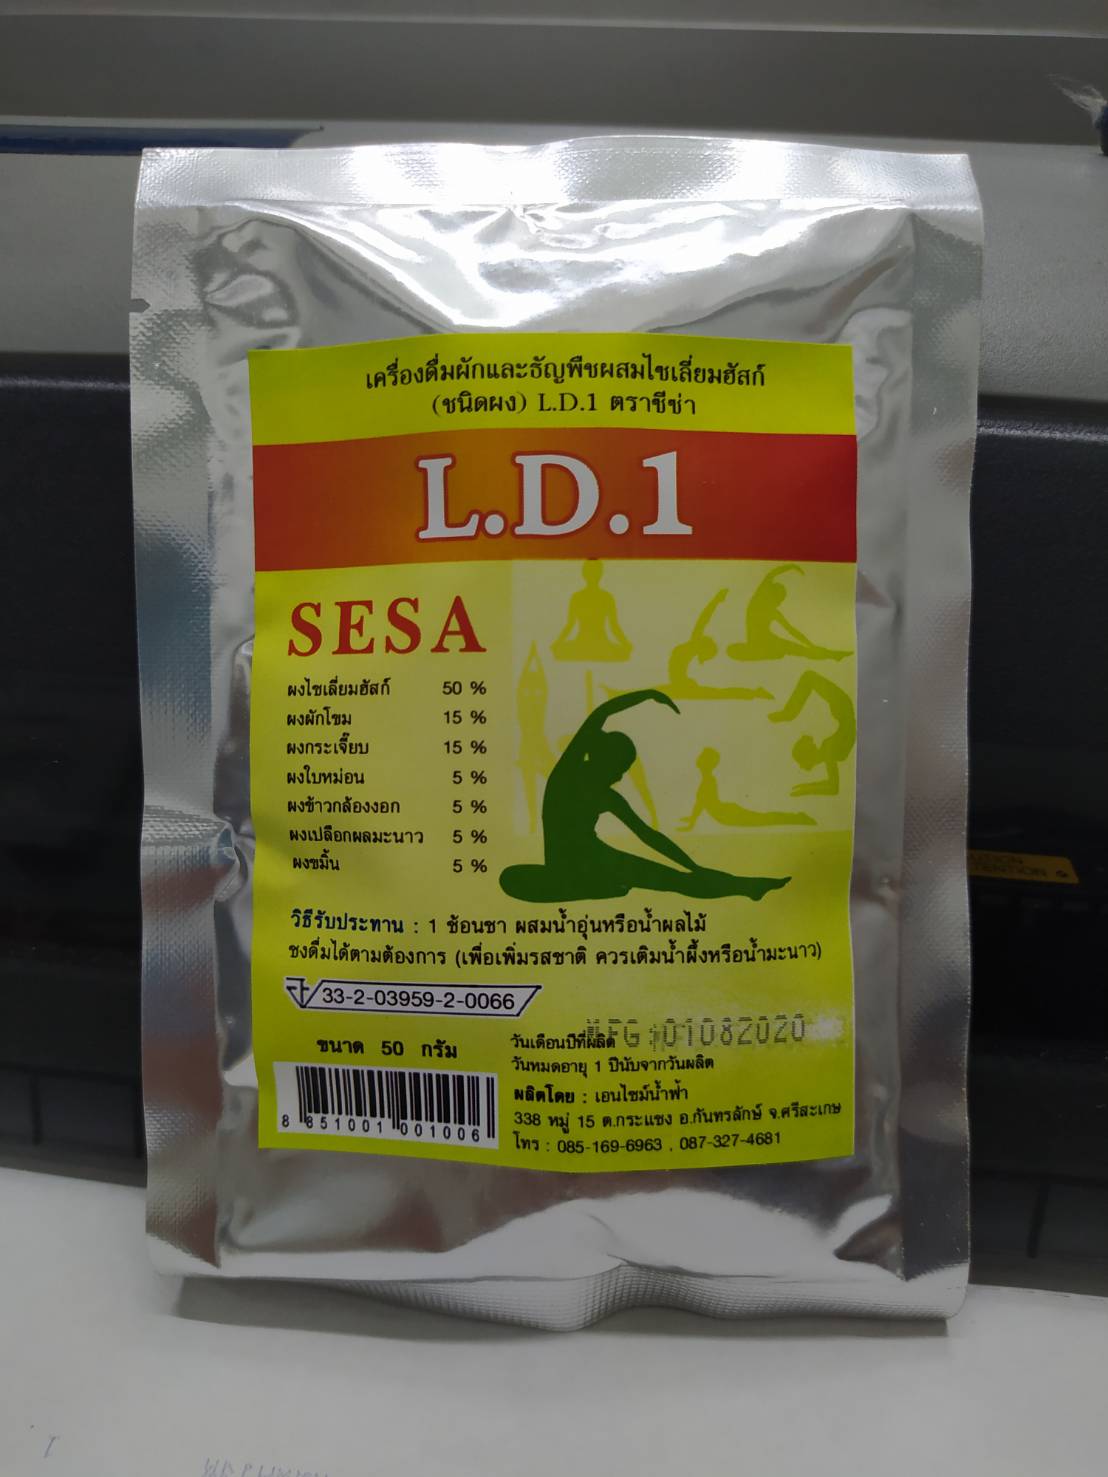 เครื่องดื่มผักและธัญพืชผสมไซเลี่ยมฮัสก์
(ชนิดผง) L.D.1 ตราซีซ่า
L.D.1
SESA
ผงไซเลี่ยมฮัสก์ 50 %
ผงผักโขม 15 %
ผงกระเจี๊ยบ 15 %
ผงใบหม่อน 5 %
ผงข้าวกล้องงอก 5 %
ผงเปลือกผลมะนาว 5 %
ผงขมิ้น 5 %
วิธีรับประทาน : 1 ช้อนชา ผสมน้ำอุ่นหรือน้ำผลไม้
ชงดื่มได้ตามต้องการ (เพื่อเพิ่มรสชาติ ควรเติมน้ำผึ้งหรือน้ำมะนาว)
33-2-03959-2-0066
ขนาด 50 กรัม
8 851001 001006
วันเดือนปีที่ผลิต MFG 01082020
วันหมดอายุ 1 ปีนับจากวันผลิต
ผลิตโดย : เอนไซม์น้ำฟ้า
338 หมู่ 15 ต.กระแชง อ.กันทรลักษ์ จ.ศรีสะเกษ
โทร : 085-169-6963 , 087-327-4681